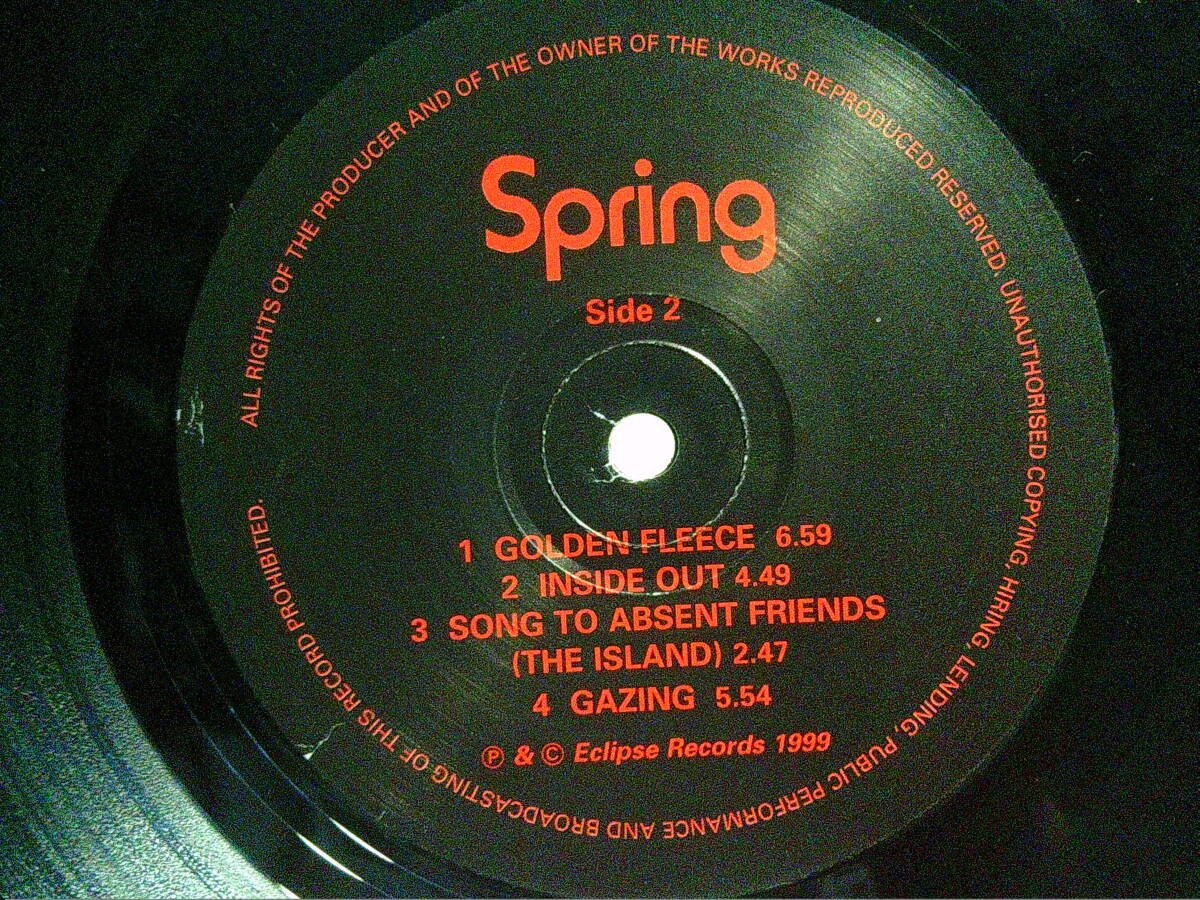 ALL RIGHTS OF THE PRODUCER AND OF THE OWNER OF THE WORKS REPRODUCED RESERVED. UNAUTHORISED COPYING, HIRING, LENDING, PUBLIC PERFORMANCE AND BROADCASTING OF THIS RECORD PROHIBITED.
Spring
Side 2
1 GOLDEN FLEECE 6.59
2 INSIDE OUT 4.49
3 SONG TO ABSENT FRIENDS
(THE ISLAND) 2.47
4 GAZING 5.54
℗ & © Eclipse Records 1999